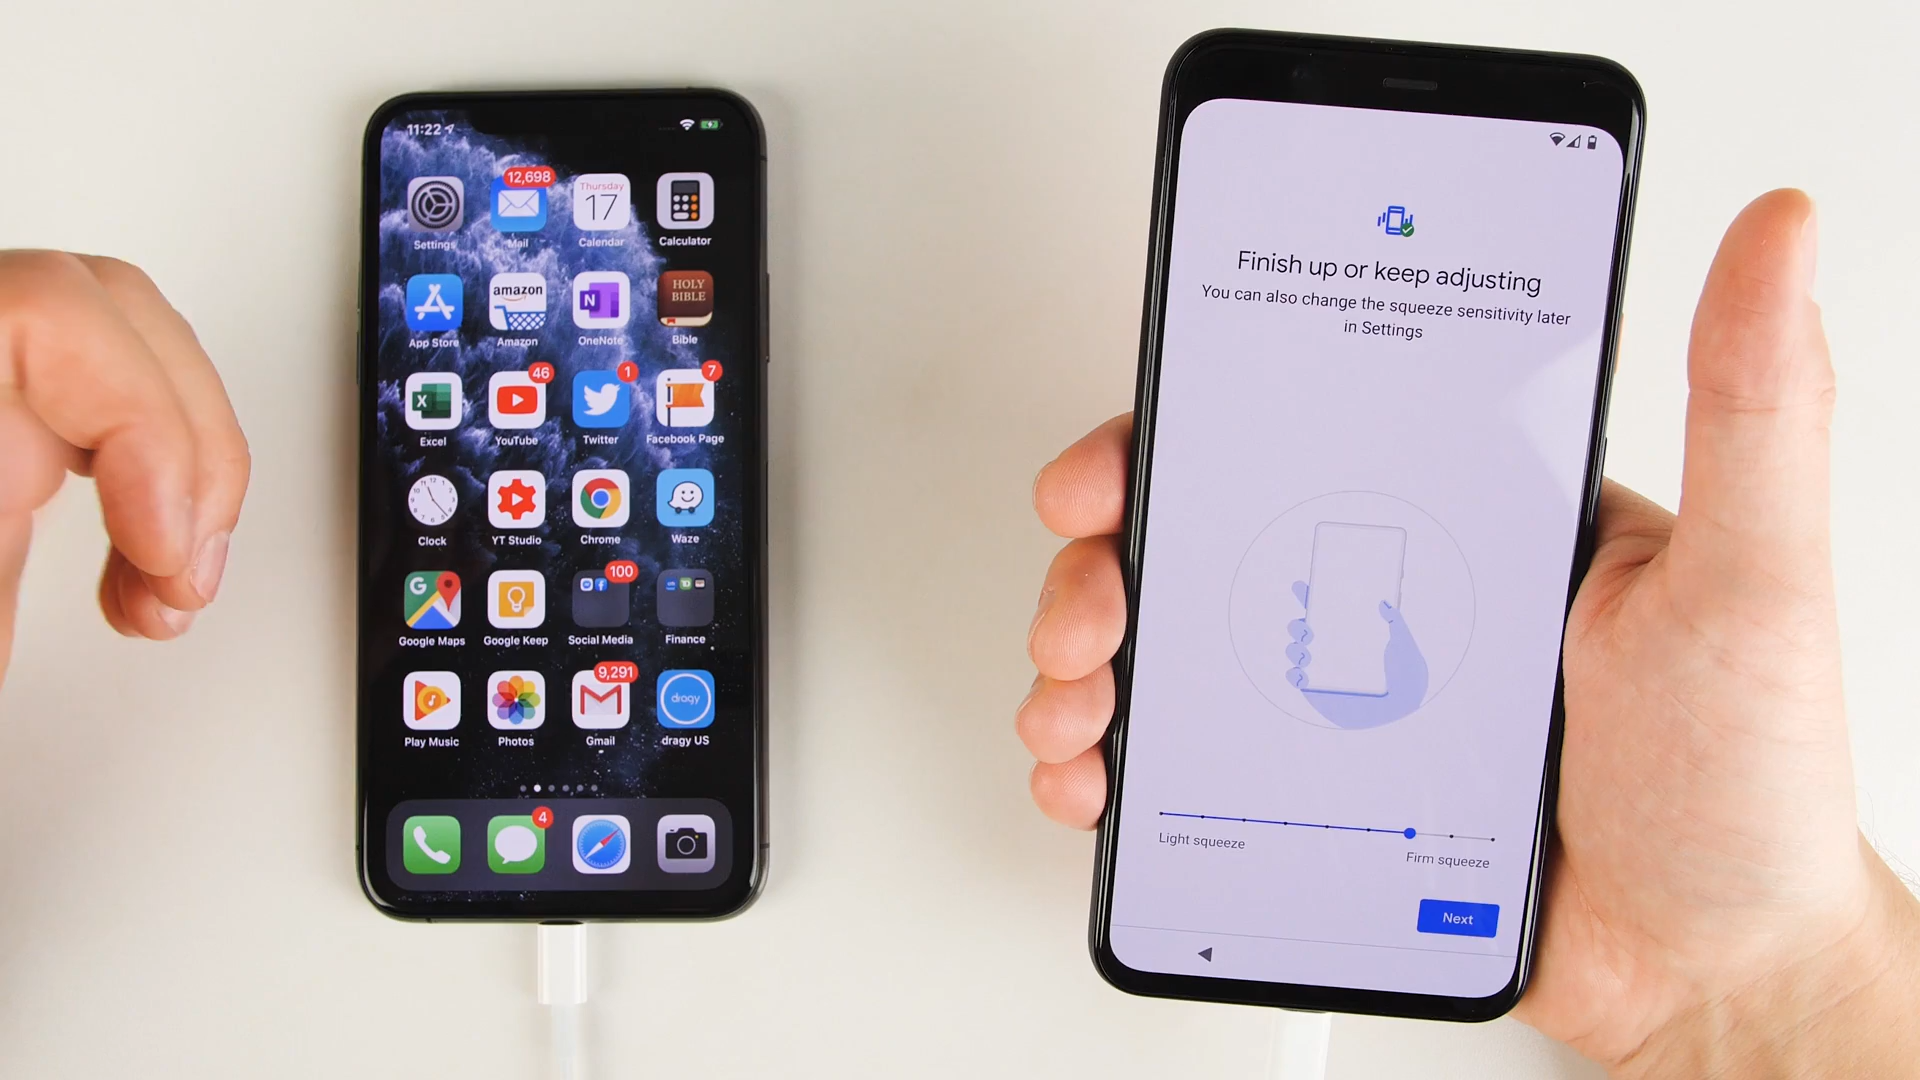 11:22
12,698
Thursday
17
Settings
Mail
Calendar
Calculator
amazon
N
HOLY
BIBLE
App Store
Amazon
OneNote
Bible
46
1
7
X
Excel
YouTube
Twitter
Facebook Page
Clock
YT Studio
Chrome
Waze
G
100
Google Maps
Google Keep
Social Media
Finance
9,291
dragy
Play Music
Photos
Gmail
dragy US
4
Finish up or keep adjusting
You can also change the squeeze sensitivity later
in Settings
Light squeeze
Firm squeeze
Next